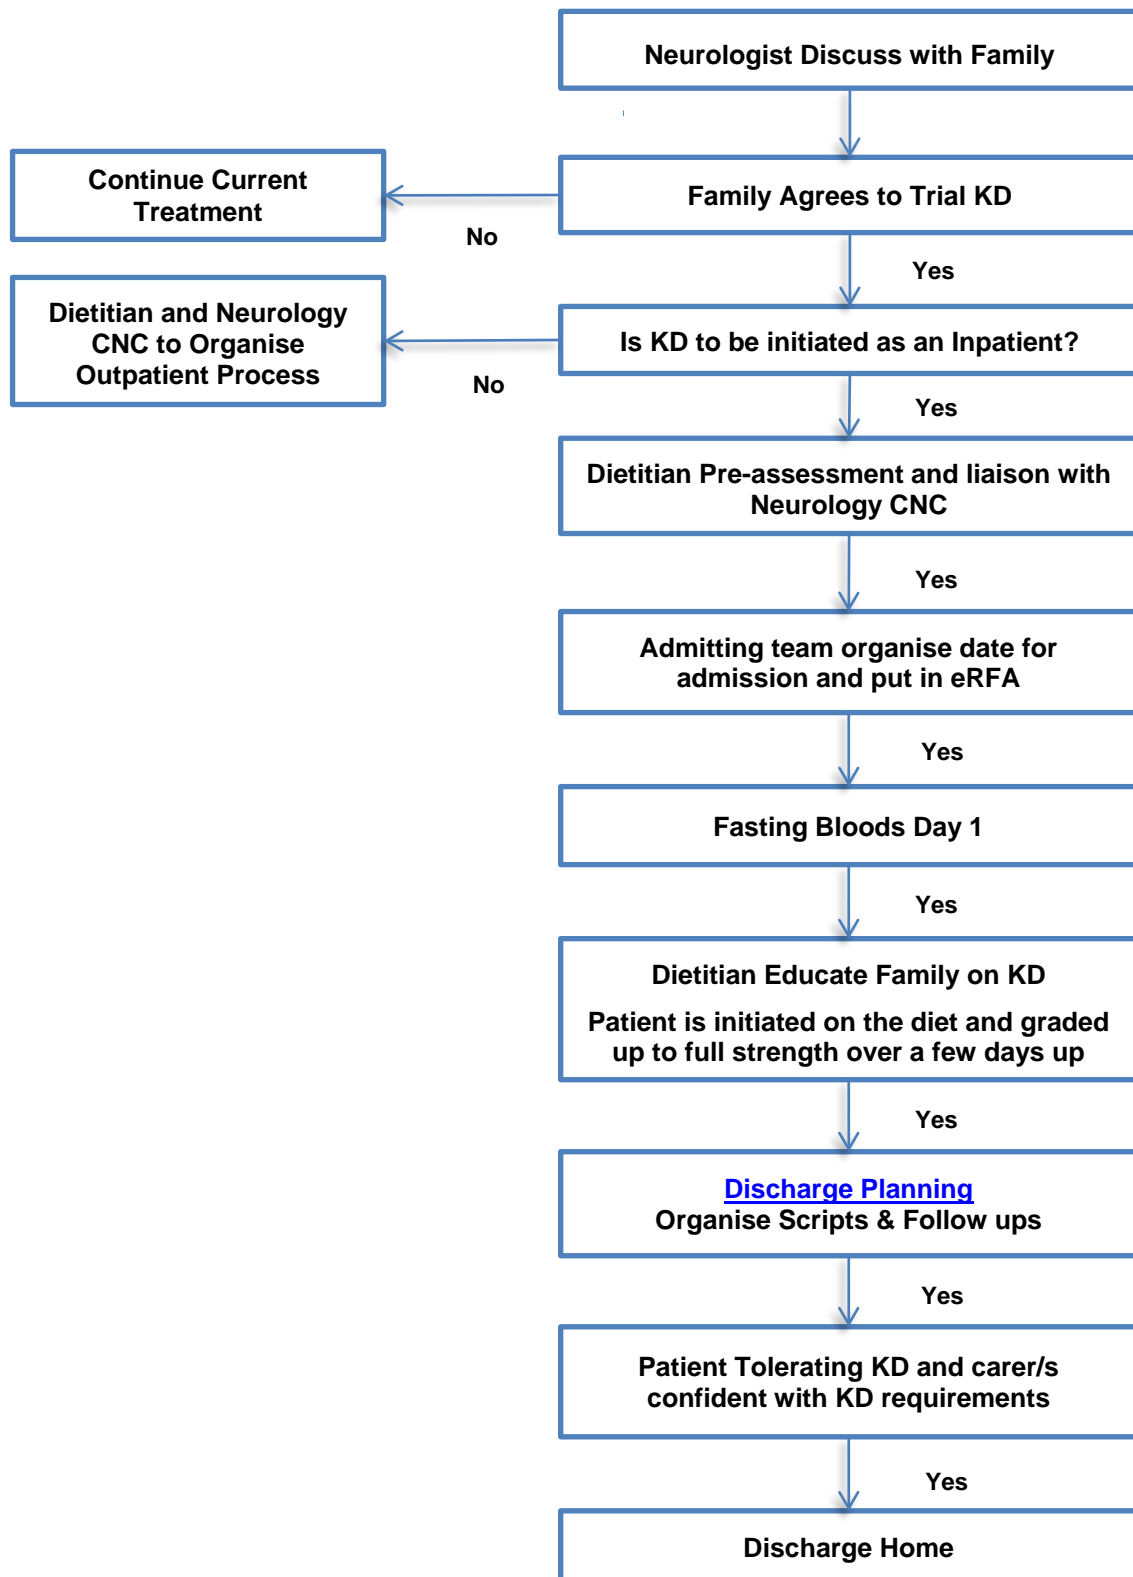 Neurologist Discuss with Family
Continue Current
Treatment
No
Family Agrees to Trial KD
Yes
Dietitian and Neurology
CNC to Organise
Outpatient Process
No
Is KD to be initiated as an Inpatient?
Yes
Dietitian Pre-assessment and liaison with
Neurology CNC
Yes
Admitting team organise date for
admission and put in eRFA
Yes
Fasting Bloods Day 1
Yes
Dietitian Educate Family on KD
Patient is initiated on the diet and graded
up to full strength over a few days up
Yes
Discharge Planning
Organise Scripts & Follow ups
Yes
Patient Tolerating KD and carer/s
confident with KD requirements
Yes
Discharge Home